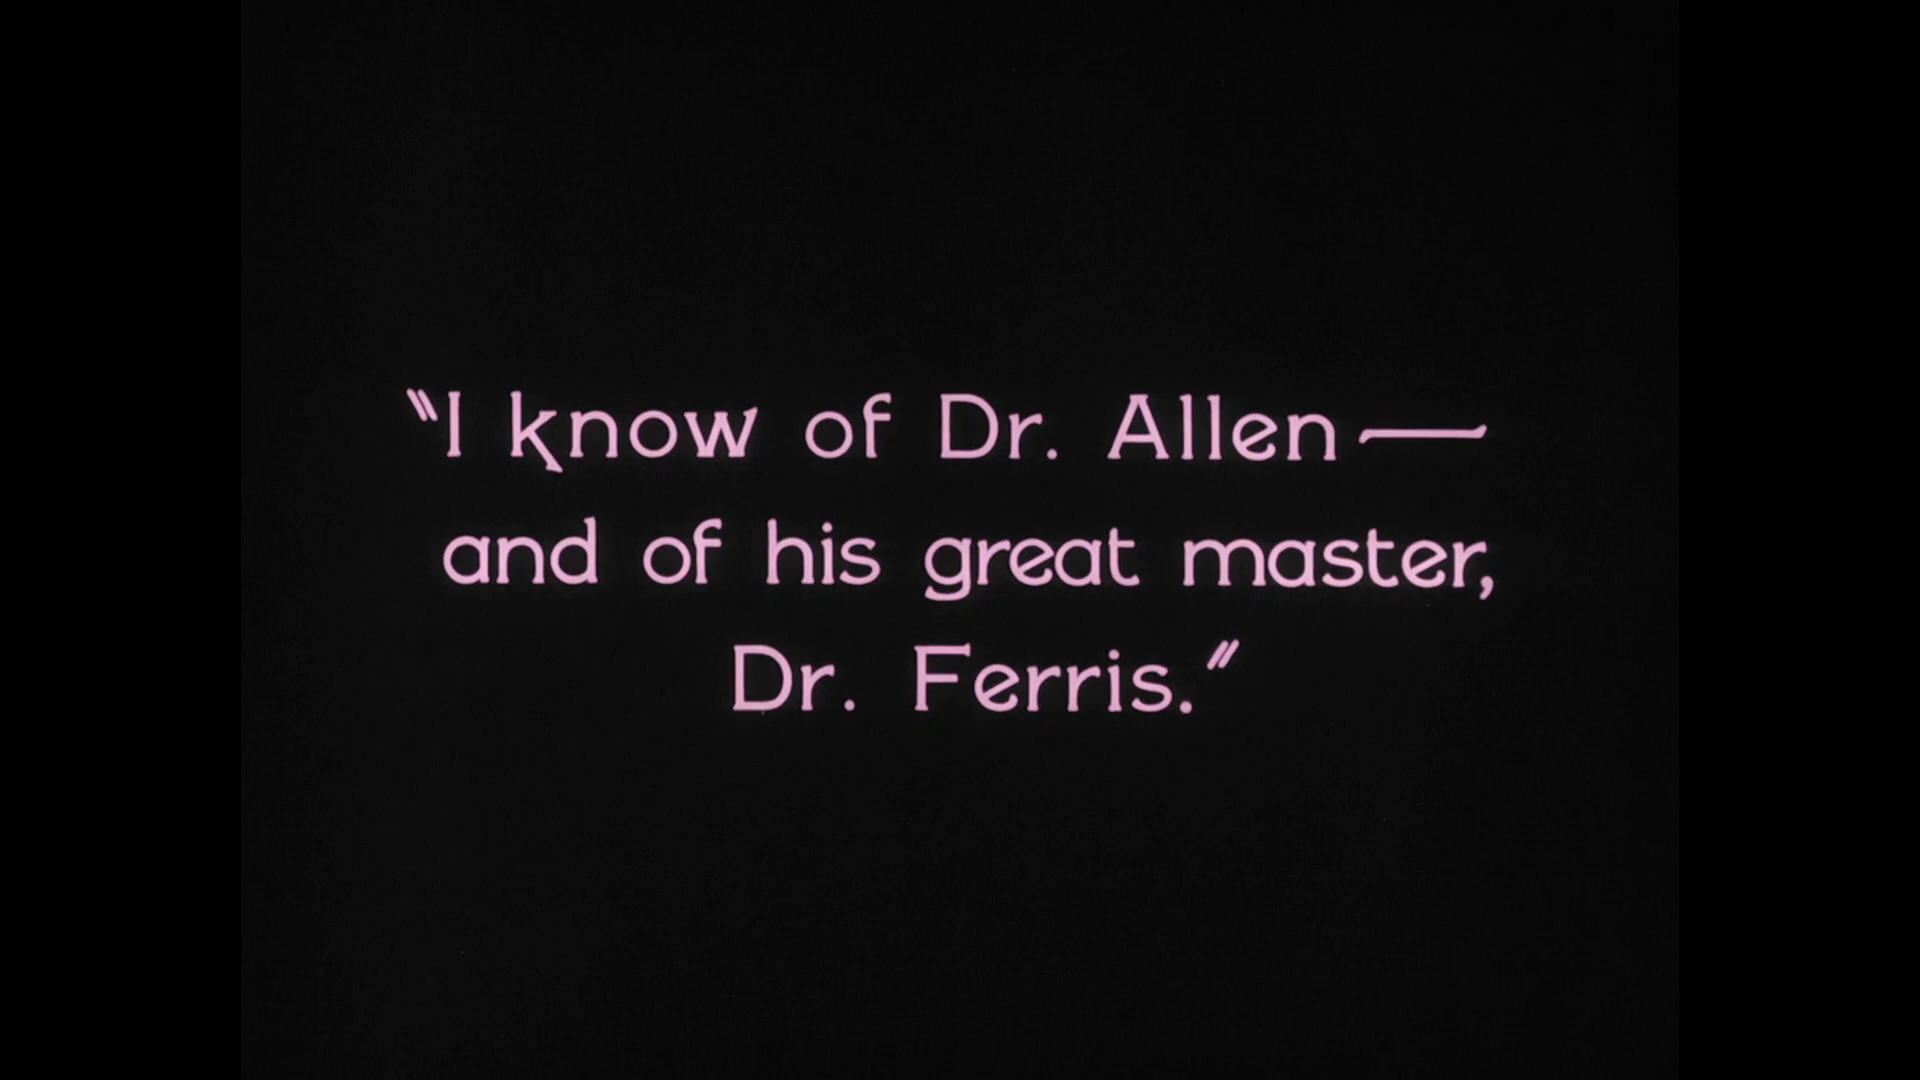 “I know of Dr. Allen—
and of his great master,
Dr. Ferris.”